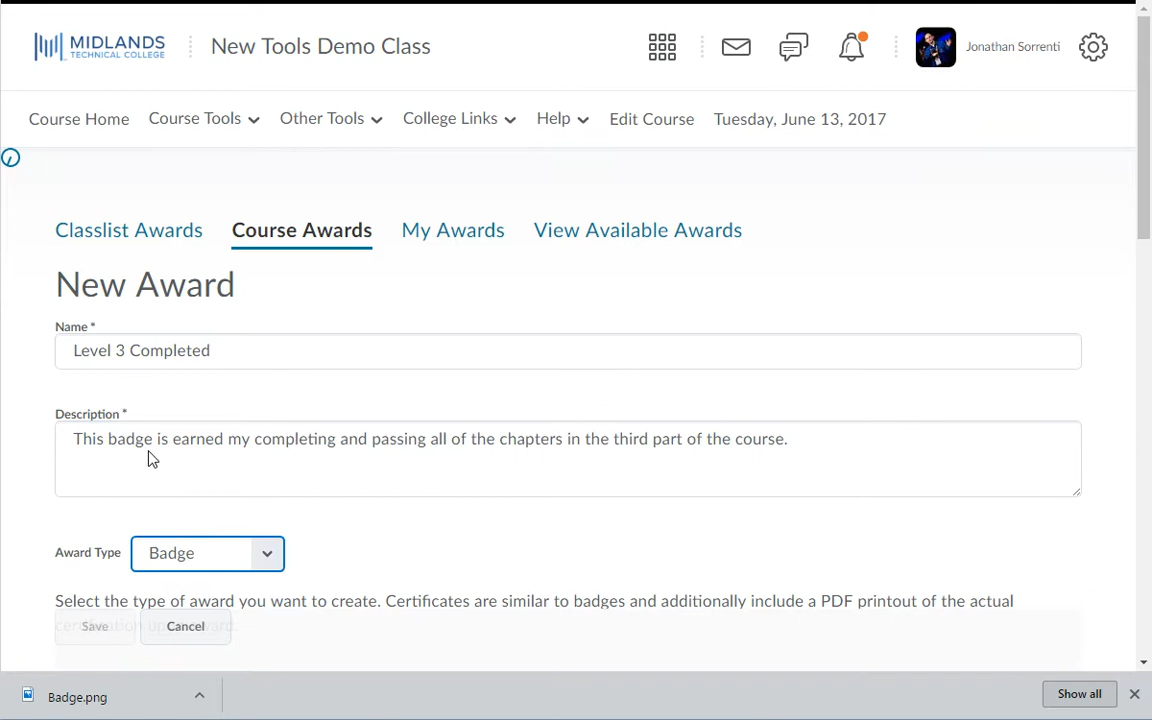 MIDLANDS
TECHNICAL COLLEGE
New Tools Demo Class
Jonathan Sorrenti
Course Home Course Tools Other Tools College Links Help Edit Course Tuesday, June 13, 2017
Classlist Awards Course Awards My Awards View Available Awards
New Award
Name *
Level 3 Completed
Description *
This badge is earned my completing and passing all of the chapters in the third part of the course.
Award Type Badge
Select the type of award you want to create. Certificates are similar to badges and additionally include a PDF printout of the actual
certification upon award.
Save Cancel
Badge.png Show all